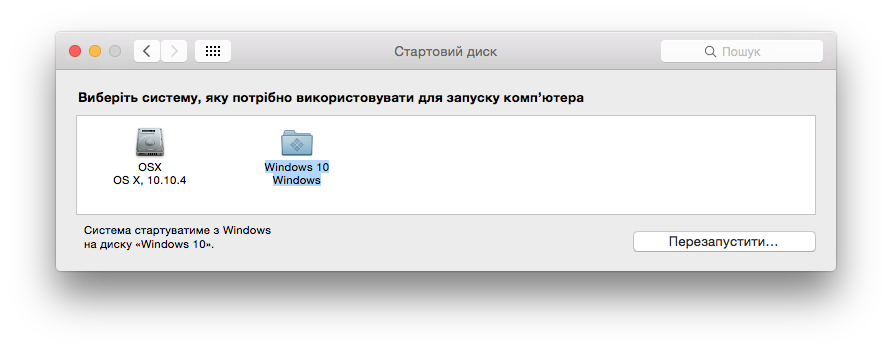 Стартовий диск
Пошук
Виберіть систему, яку потрібно використовувати для запуску комп’ютера
OSX
OS X, 10.10.4
Windows 10
Windows
Система стартуватиме з Windows
на диску «Windows 10».
Перезапустити…